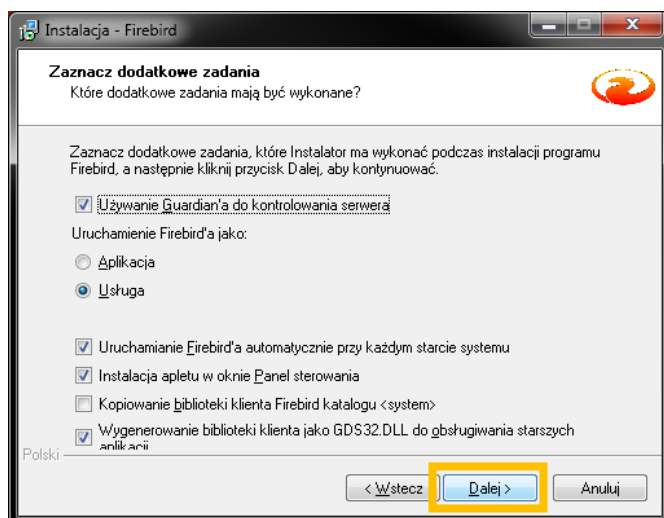 Instalacja - Firebird
Zaznacz dodatkowe zadania
Które dodatkowe zadania mają być wykonane?
Zaznacz dodatkowe zadania, które Instalator ma wykonać podczas instalacji programu
Firebird, a następnie kliknij przycisk Dalej, aby kontynuować.
Używanie Guardian'a do kontrolowania serwera
Uruchamienie Firebird'a jako:
Aplikacja
Usługa
Uruchamianie Firebird'a automatycznie przy każdym starcie systemu
Instalacja apletu w oknie Panel sterowania
Kopiowanie biblioteki klienta Firebird katalogu <system>
Wygenerowanie biblioteki klienta jako GDS32.DLL do obsługiwania starszych
aplikacji
Polski
< Wstecz Dalej > Anuluj